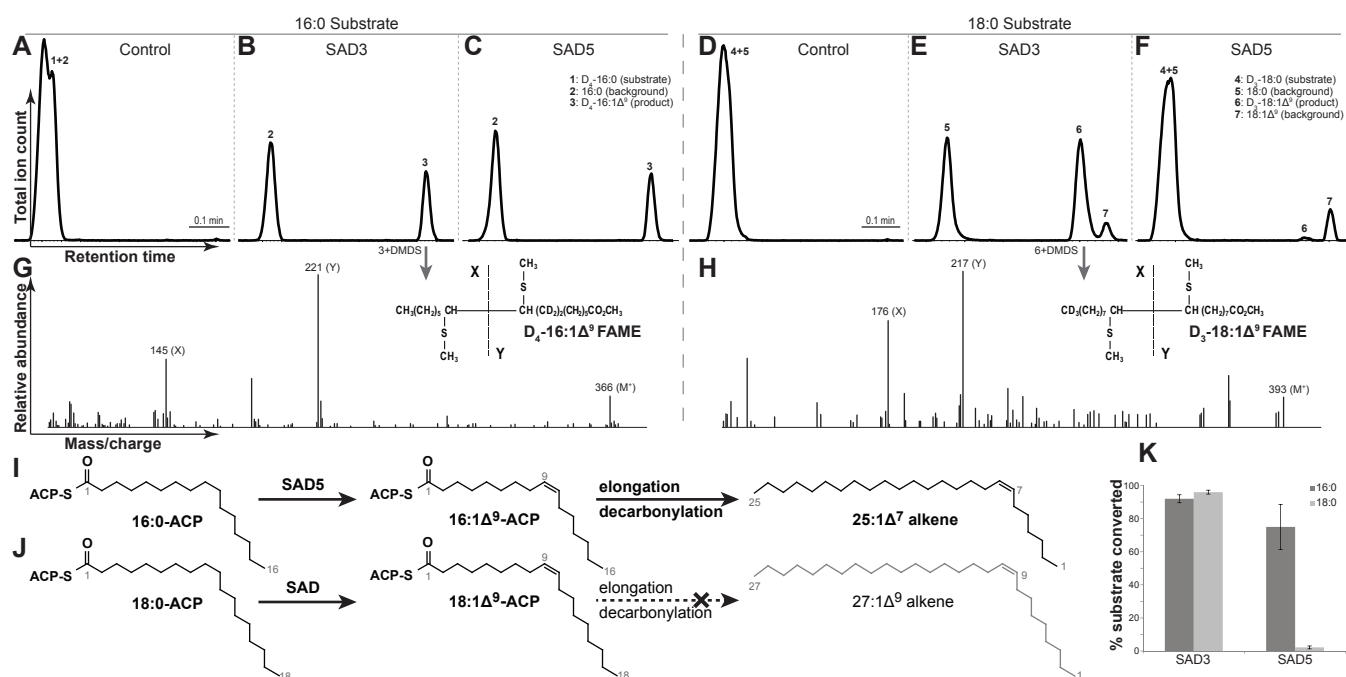 16:0 Substrate
18:0 Substrate
A
Control
B
SAD3
C
SAD5
D
Control
E
SAD3
F
SAD5
1+2
2
3
2
3
4+5
5
6
7
4+5
6
7
1: D4-16:0 (substrate)
2: 16:0 (background)
3: D4-16:1Δ9 (product)
4: D3-18:0 (substrate)
5: 18:0 (background)
6: D3-18:1Δ9 (product)
7: 18:1Δ9 (background)
Total ion count
Retention time
0.1 min
0.1 min
3+DMDS
6+DMDS
G
Relative abundance
Mass/charge
145 (X)
221 (Y)
366 (M+)
X
Y
CH3
S
CH3(CH2)5 CH
CH(CD2)2(CH2)5CO2CH3
S
CH3
D4-16:1Δ9 FAME
H
176 (X)
217 (Y)
393 (M+)
X
Y
CH3
S
CD3(CH2)7 CH
CH(CH2)7CO2CH3
S
CH3
D3-18:1Δ9 FAME
I
O
ACP-S
1
16
16:0-ACP
SAD5
O
ACP-S
1
9
16
16:1Δ9-ACP
elongation
decarbonylation
25
7
1
25:1Δ7 alkene
J
O
ACP-S
1
18
18:0-ACP
SAD
O
ACP-S
1
9
18
18:1Δ9-ACP
elongation
decarbonylation
27
9
1
27:1Δ9 alkene
K
% substrate converted
100
80
60
40
20
0
SAD3
SAD5
16:0
18:0